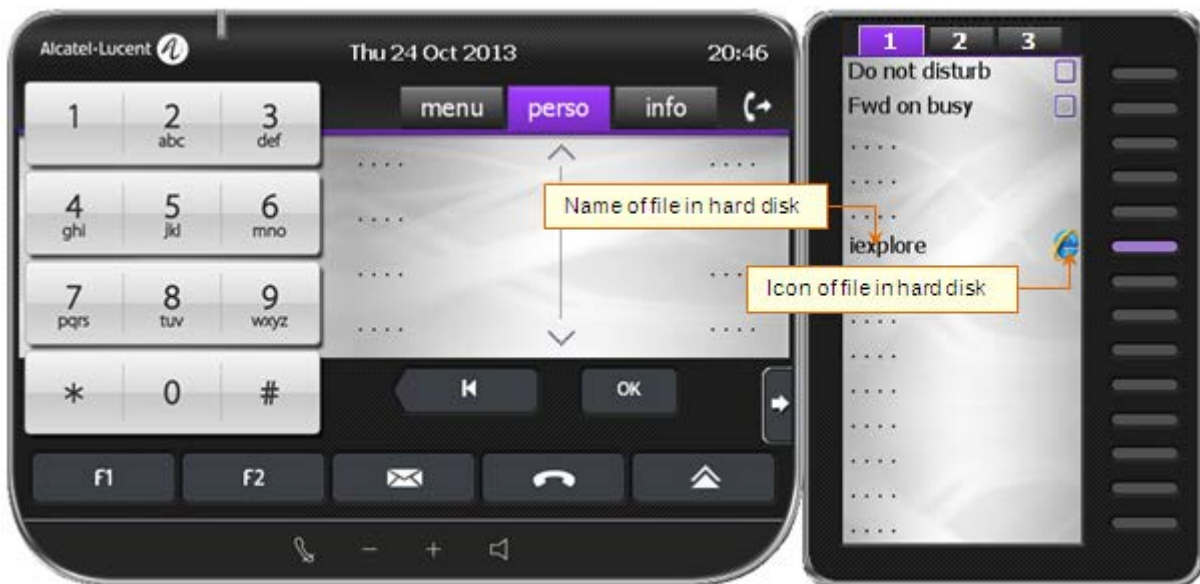 Alcatel-Lucent
Thu 24 Oct 2013
20:46
menu perso info
1 2 3
abc def
4 5 6
ghi jkl mno
7 8 9
pqrs tuv wxyz
* 0 #
. . . . . . . .
. . . .
. . . . . . .
. . . . . . . .
OK
F1 F2
− +
1 2 3
Do not disturb
Fwd on busy
. . . .
. . . .
. . . .
Name of file in hard disk
iexplore
Icon of file in hard disk
. . . .
. . . .
. . . .
. . . .
. . . .
. . . .
. . . .